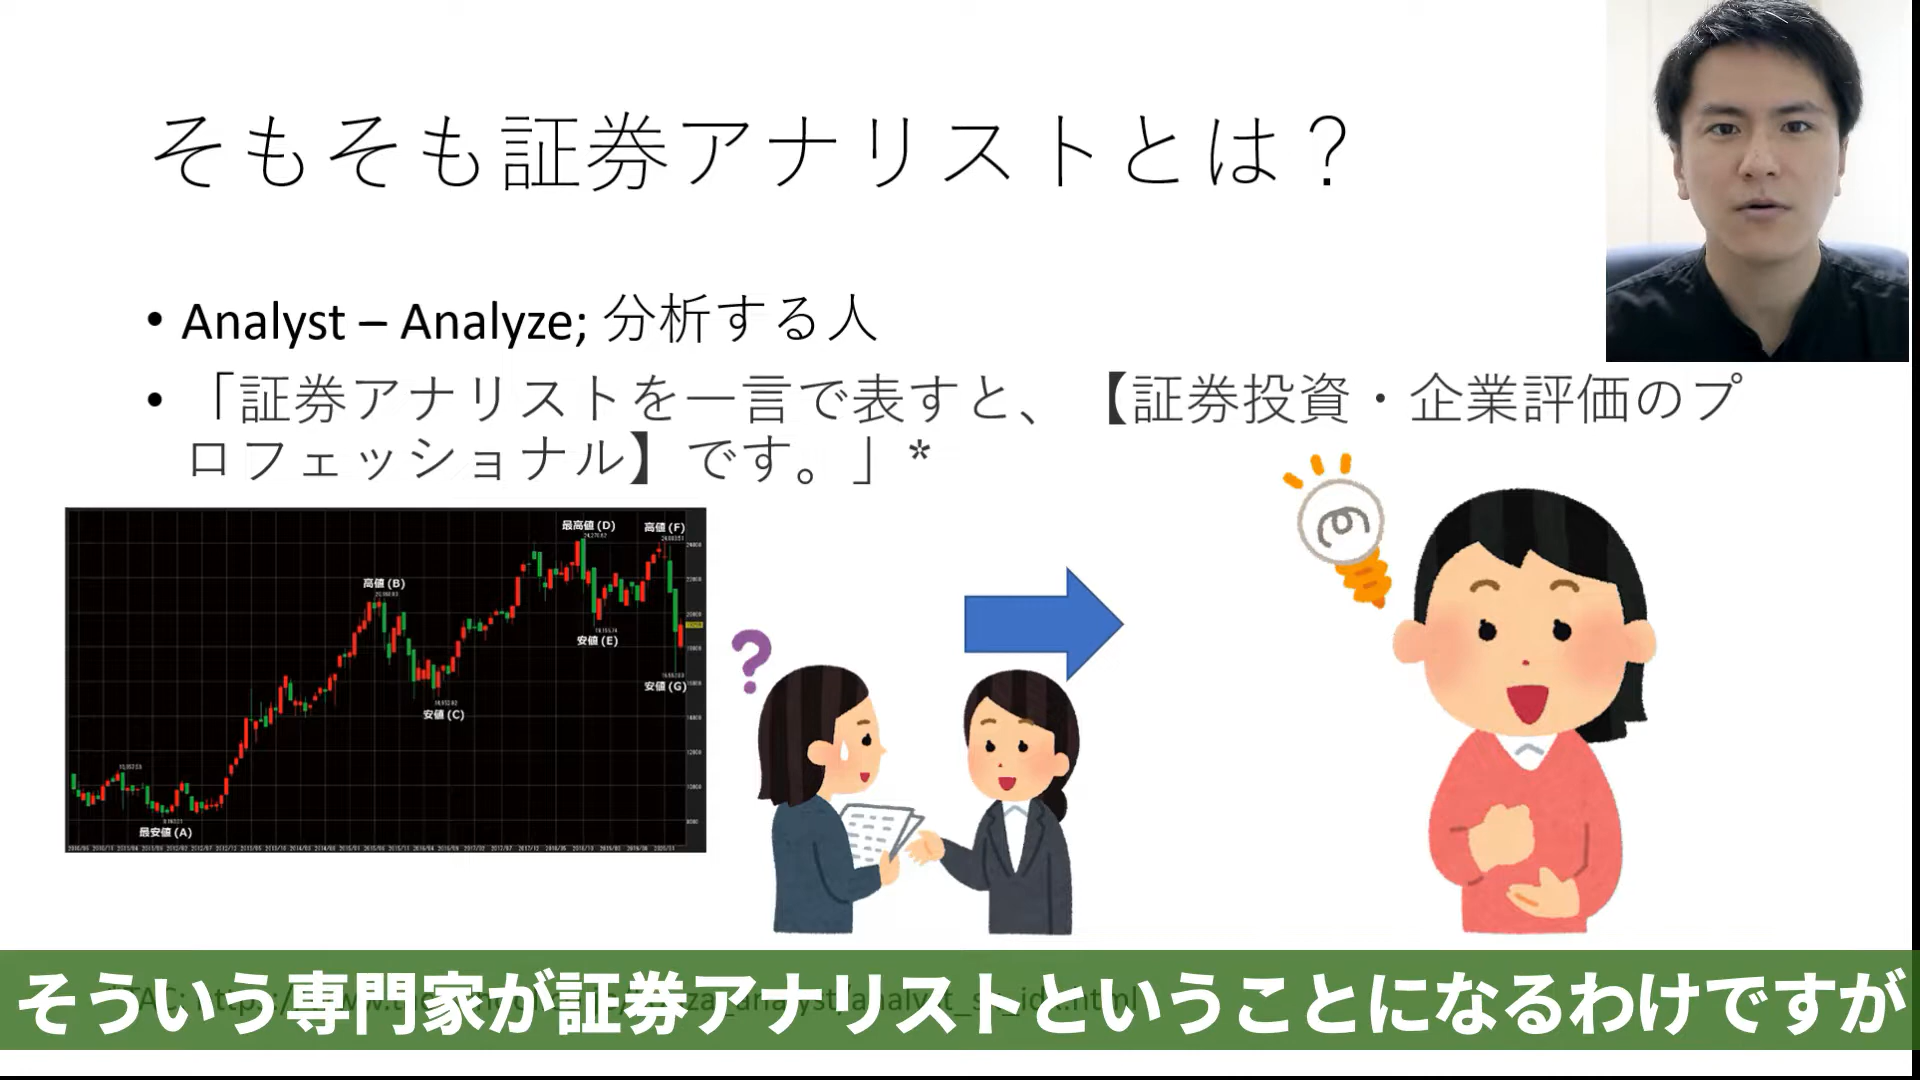 そもそも証券アナリストとは？
• Analyst – Analyze; 分析する人
• 「証券アナリストを一言で表すと、【証券投資・企業評価のプ
ロフェッショナル】です。」*
最高値 (D)
高値 (F)
高値 (B)
安値 (E)
安値 (G)
安値 (C)
最安値 (A)
?
そういう専門家が証券アナリストということになるわけですが